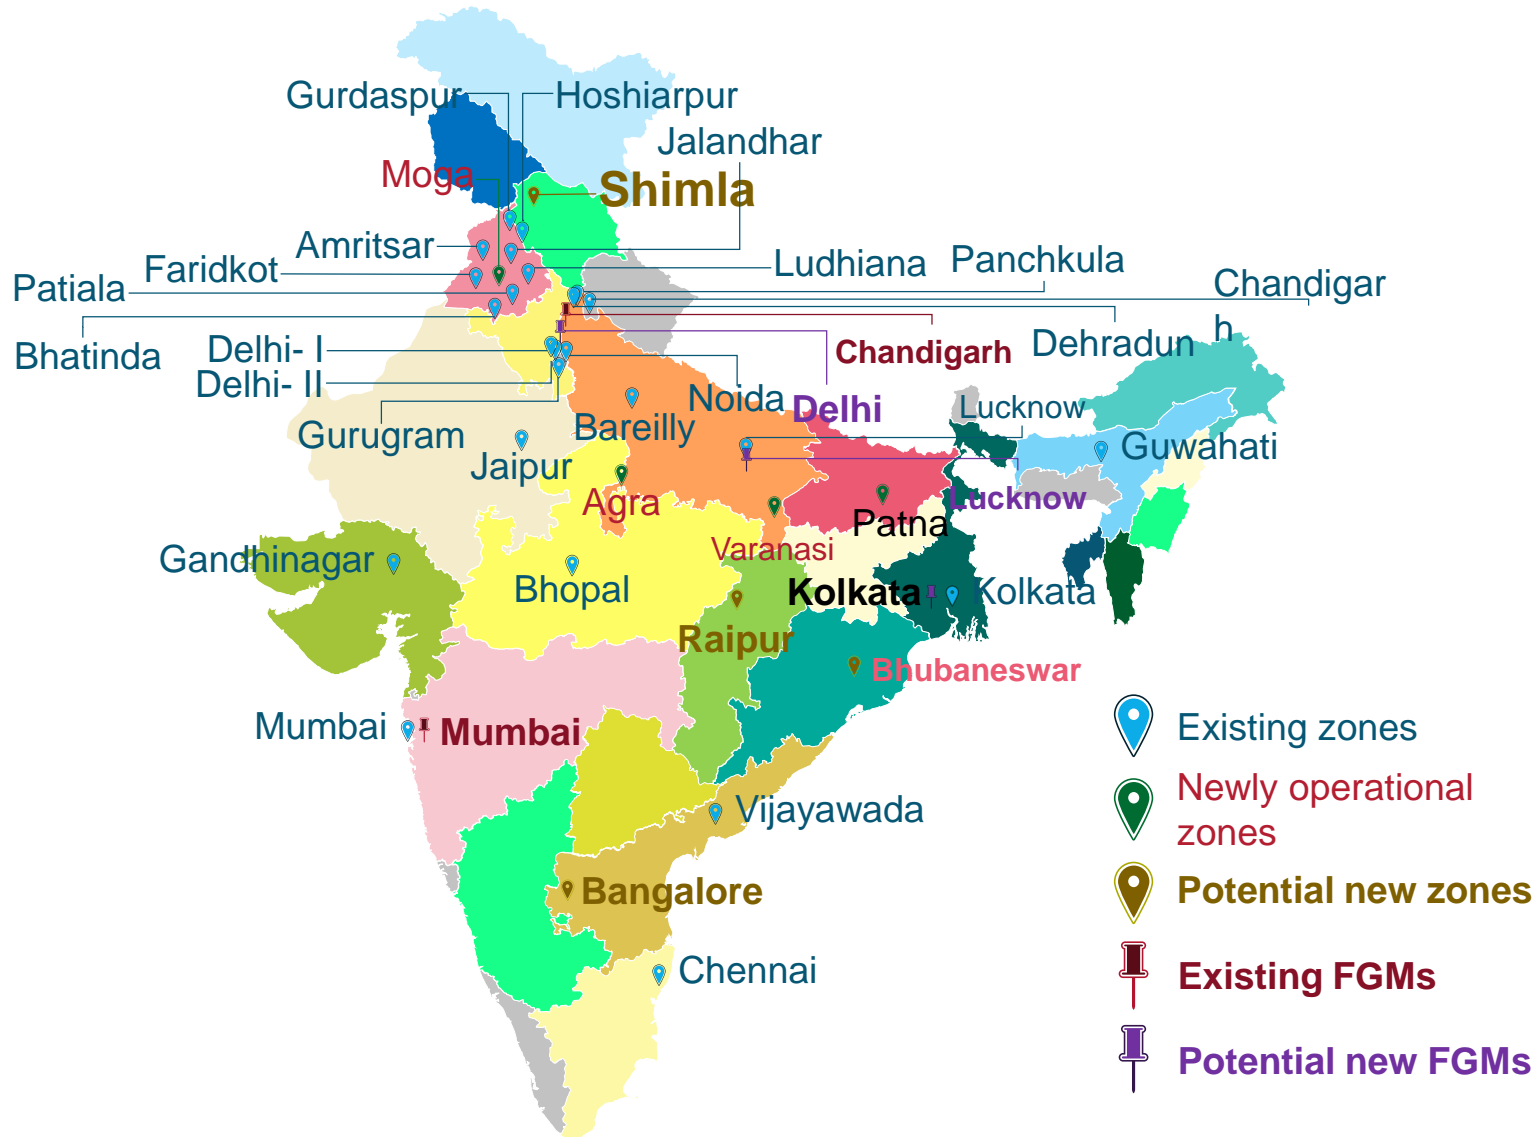 Gurdaspur
Hoshiarpur
Jalandhar
Moga
Shimla
Amritsar
Faridkot
Ludhiana
Panchkula
Patiala
Chandigar
h
Bhatinda
Delhi- I
Chandigarh
Dehradun
Delhi- II
Noida
Delhi
Lucknow
Gurugram
Bareilly
Guwahati
Jaipur
Agra
Lucknow
Patna
Varanasi
Gandhinagar
Bhopal
Kolkata
Kolkata
Raipur
Bhubaneswar
Mumbai
Mumbai
Vijayawada
Bangalore
Chennai
Existing zones
Newly operational
zones
Potential new zones
Existing FGMs
Potential new FGMs